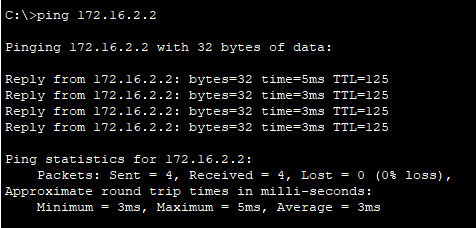 C:\>ping 172.16.2.2
Pinging 172.16.2.2 with 32 bytes of data:
Reply from 172.16.2.2: bytes=32 time=5ms TTL=125
Reply from 172.16.2.2: bytes=32 time=3ms TTL=125
Reply from 172.16.2.2: bytes=32 time=3ms TTL=125
Reply from 172.16.2.2: bytes=32 time=3ms TTL=125
Ping statistics for 172.16.2.2:
    Packets: Sent = 4, Received = 4, Lost = 0 (0% loss),
Approximate round trip times in milli-seconds:
    Minimum = 3ms, Maximum = 5ms, Average = 3ms